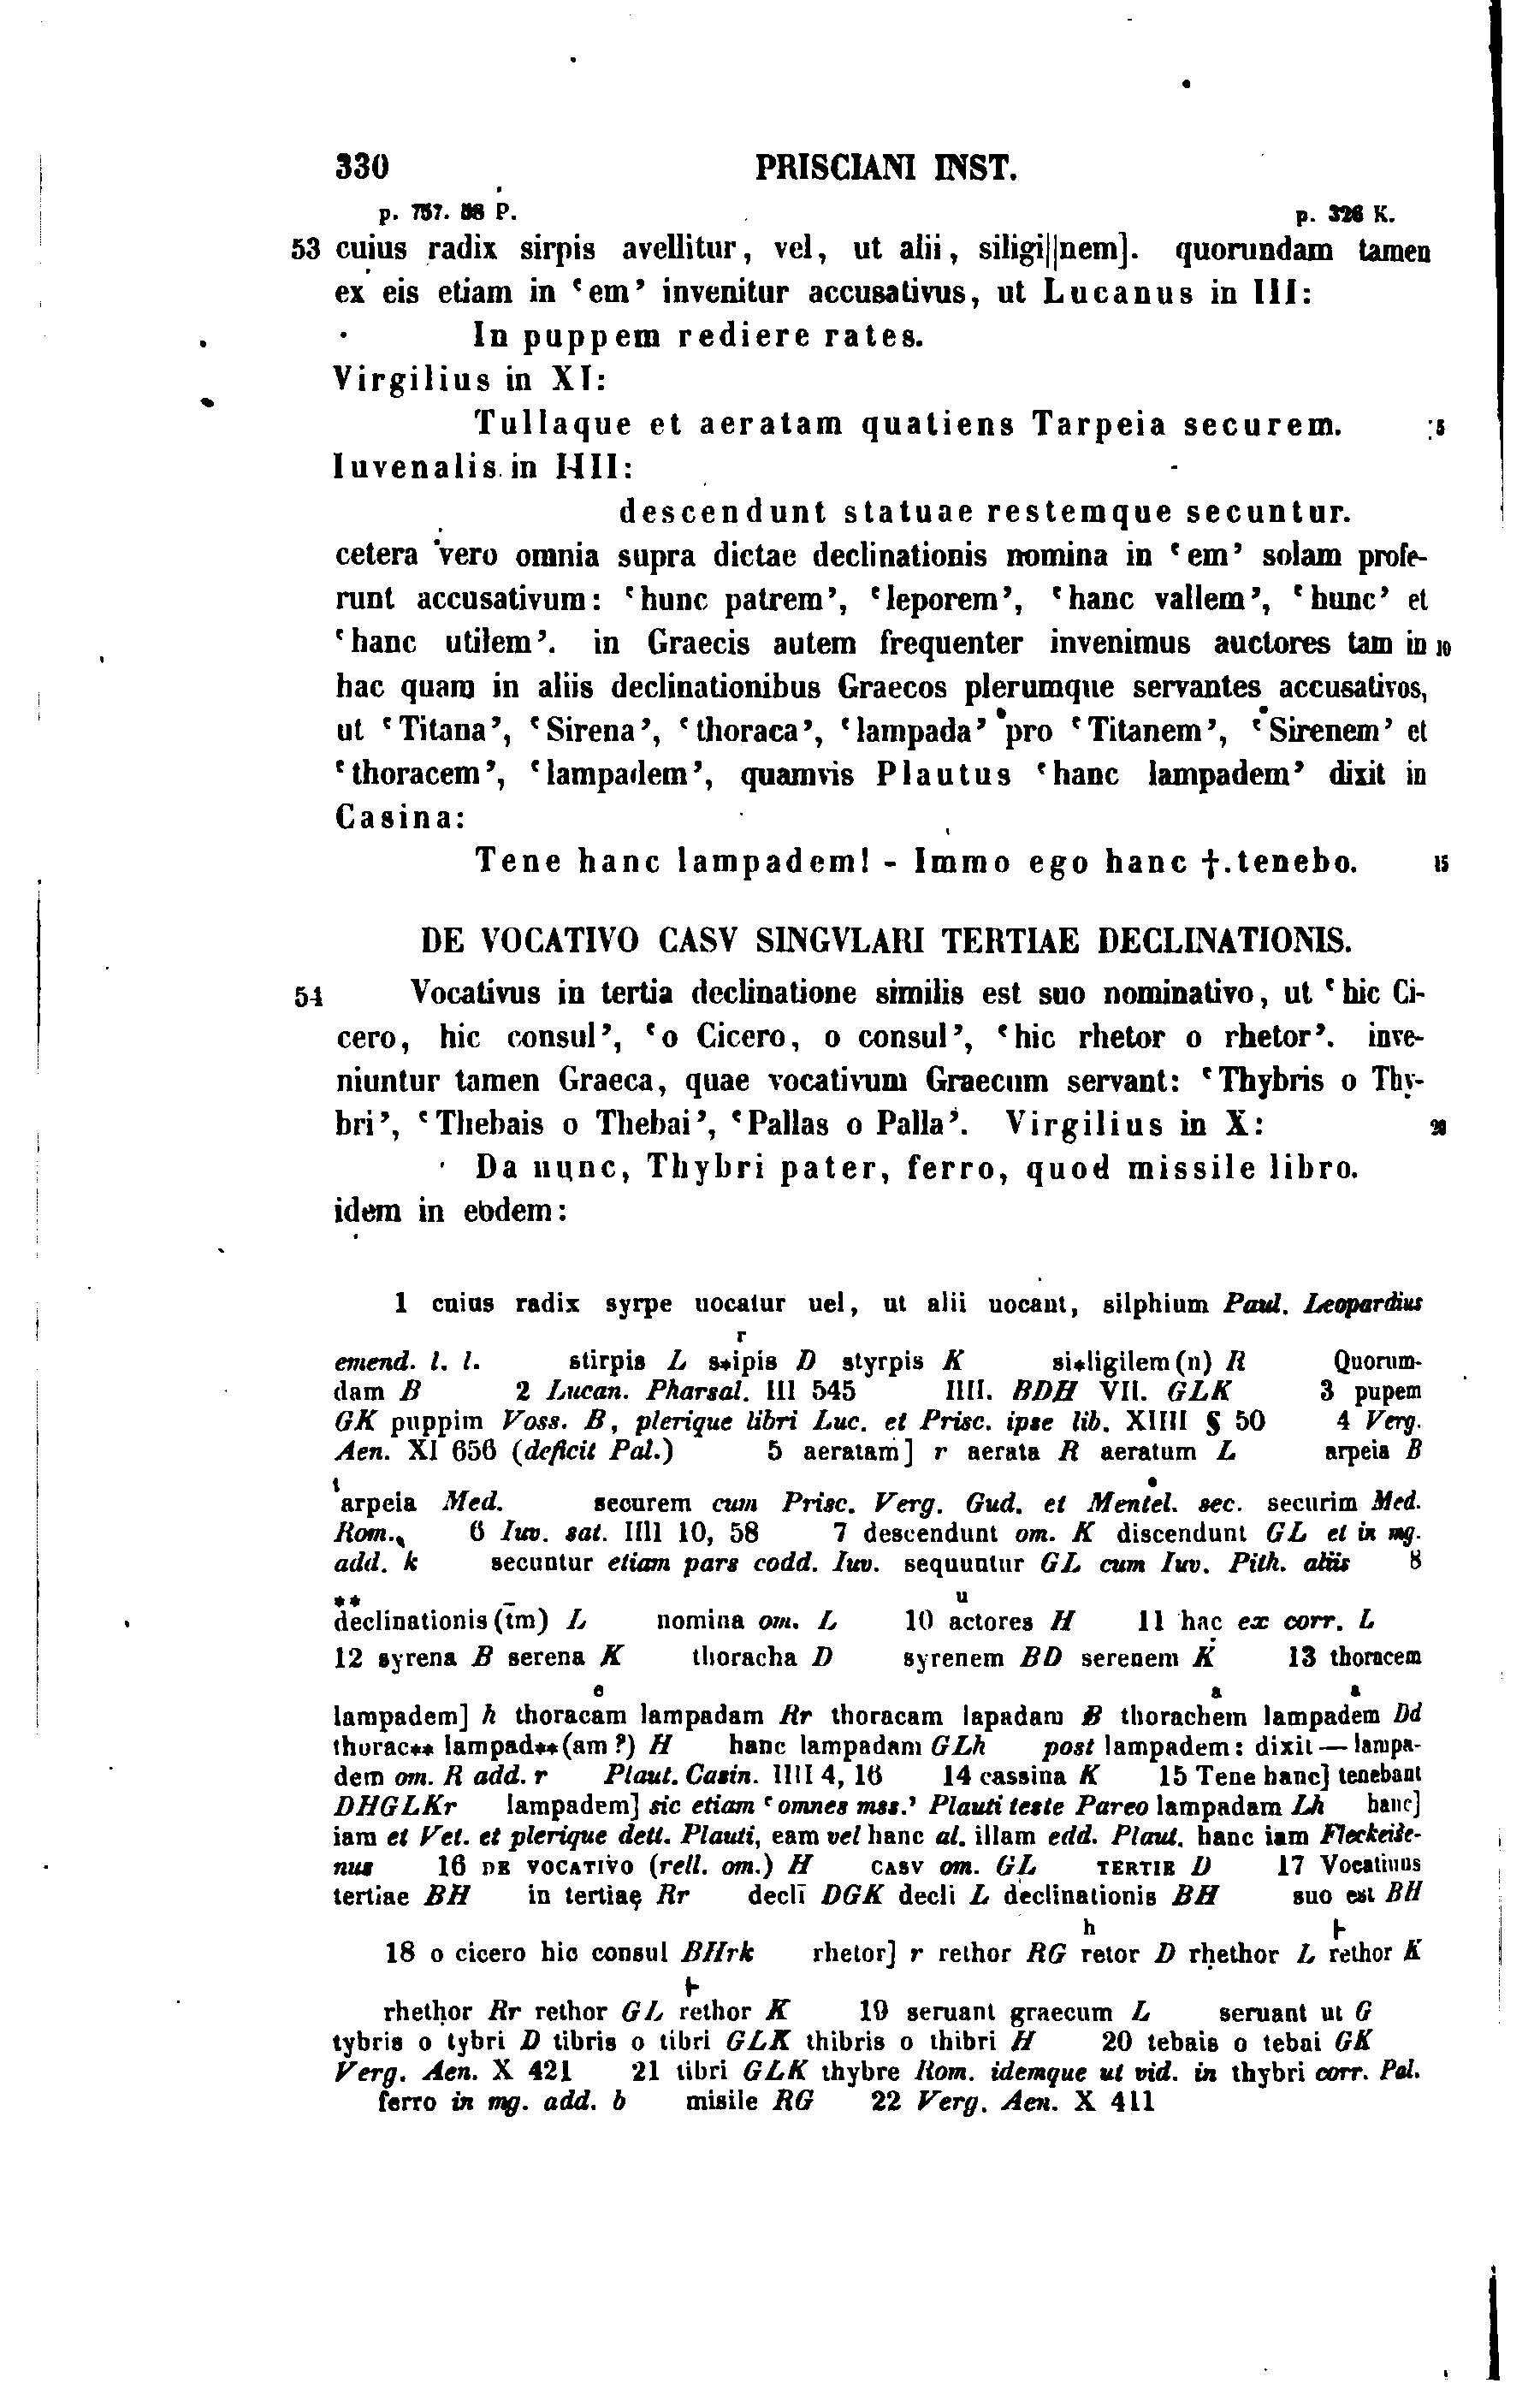 330 PRISCIANI INST.
p. 757. 58 P. p. 326 K.
53 cuius radix sirpis avellitur, vel, ut alii, siligi||nem]. quorundam tamen
ex eis etiam in ‘em’ invenitur accusativus, ut Lucanus in III:
In puppem rediere rates.
Virgilius in XI:
Tullaque et aeratam quatiens Tarpeia securem. 5
Iuvenalis in IIII:
descendunt statuae restemque secuntur.
cetera vero omnia supra dictae declinationis nomina in ‘em’ solam profe-
runt accusativum: ‘hunc patrem’, ‘leporem’, ‘hanc vallem’, ‘hunc’ et
‘hanc utilem’. in Graecis autem frequenter invenimus auctores tam in 10
hac quam in aliis declinationibus Graecos plerumque servantes accusativos,
ut ‘Titana’, ‘Sirena’, ‘thoraca’, ‘lampada’ pro ‘Titanem’, ‘Sirenem’ et
‘thoracem’, ‘lampadem’, quamvis Plautus ‘hanc lampadem’ dixit in
Casina:
Tene hanc lampadem! - Immo ego hanc †.tenebo. 15
DE VOCATIVO CASV SINGVLARI TERTIAE DECLINATIONIS.
54 Vocativus in tertia declinatione similis est suo nominativo, ut ‘hic Ci-
cero, hic consul’, ‘o Cicero, o consul’, ‘hic rhetor o rhetor’. inve-
niuntur tamen Graeca, quae vocativum Graecum servant: ‘Thybris o Thy-
bri’, ‘Thebais o Thebai’, ‘Pallas o Palla’. Virgilius in X: 20
Da nunc, Thybri pater, ferro, quod missile libro.
idem in eodem:
1 cuius radix syrpe uocatur uel, ut alii uocant, silphium Paul. Leopardius
r
emend. l. l. stirpis L s*ipis D styrpis K si*ligilem(n) R Quorum-
dam B 2 Lucan. Pharsal. III 545 IIII. BDH VII. GLK 3 pupem
GK puppim Voss. B, plerique libri Luc. et Prisc. ipse lib. XIIII § 50 4 Verg.
Aen. XI 656 (deficit Pal.) 5 aeratam] r aerata R aeratum L arpeia B
t
arpeia Med. securem cum Prisc. Verg. Gud. et Mentel. sec. securim Med.
Rom. 6 Iuv. sat. IIII 10, 58 7 descendunt om. K discendunt GL et in mg.
add. k secuntur etiam pars codd. Iuv. sequuntur GL cum Iuv. Pith. aliis 8
**
declinationis(t̄m) L nomina om. L 10 actores H 11 hac ex corr. L
u
12 syrena B serena K thoracha D syrenem BD serenem K 13 thoracem
e a a
lampadem] h thoracam lampadam Rr thoracam lapadam B thorachem lampadem Dd
thorac** lampad**(am?) H hanc lampadam GLh post lampadem: dixit — lampa-
dem om. R add. r Plaut. Casin. IIII 4, 16 14 cassina K 15 Tene hanc] tenebant
DHGLKr lampadem] sic etiam ‘omnes mss.’ Plauti teste Pareo lampadam Lh hanc]
iam et Vet. et plerique dett. Plauti, eam vel hanc al. illam edd. Plaut. hanc iam Fleckeise-
nus 16 DE VOCATIVO (rell. om.) H CASV om. GL TERTIE D 17 Vocatiuus
tertiae BH in tertiaę Rr declī DGK decli L declinationis BH suo est BH
h ⊦
18 o cicero hic consul BHrk rhetor] r rethor RG retor D rḥethor L rethor K
⊦
rhetḥor Rr rethor GL rethor K 19 seruant graecum L seruant ut G
tybris o tybri D tibris o tibri GLK thibris o thibri H 20 tebais o tebai GK
Verg. Aen. X 421 21 tibri GLK thybre Rom. idemque ut vid. in thybri corr. Pal.
ferro in mg. add. b misile RG 22 Verg. Aen. X 411